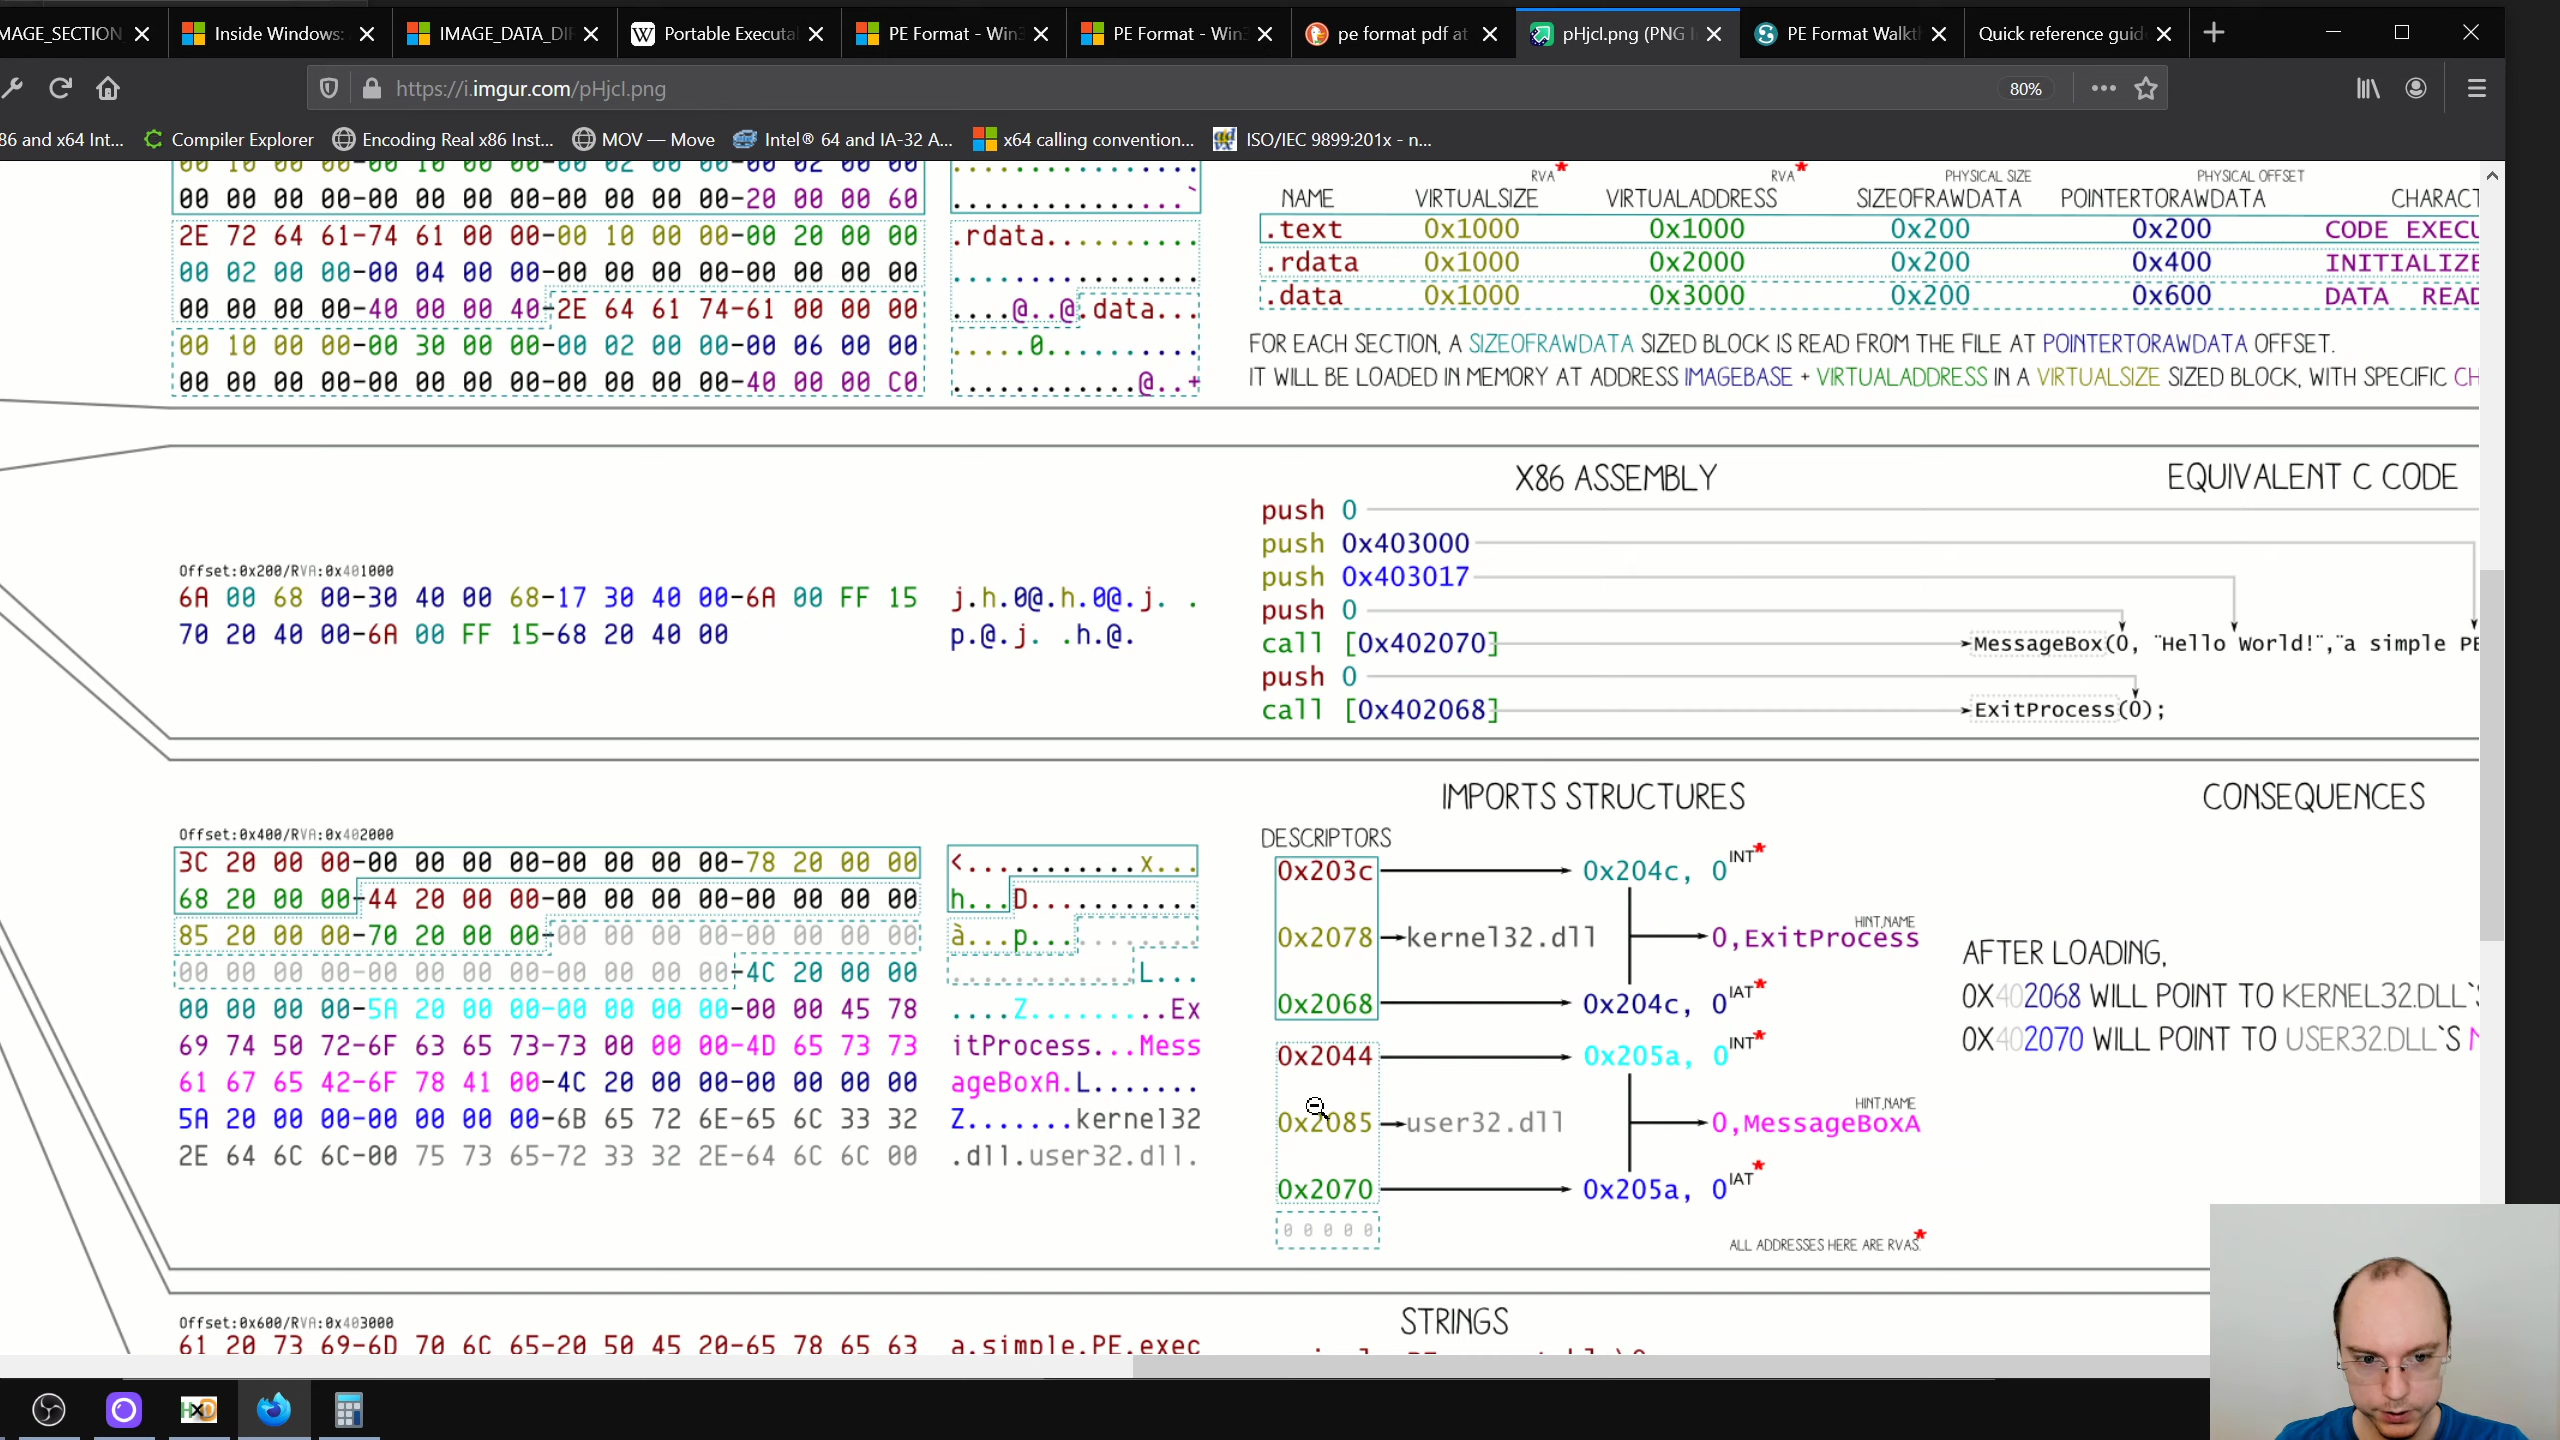 MAGE_SECTION
Inside Windows:
IMAGE_DATA_DI
Portable Executa
PE Format - Win3
PE Format - Win3
pe format pdf at
pHjcl.png (PNG I
PE Format Walkt
Quick reference guid
https://i.imgur.com/pHjcl.png
80%
86 and x64 Int...
Compiler Explorer
Encoding Real x86 Inst...
MOV — Move
Intel® 64 and IA-32 A...
x64 calling convention...
ISO/IEC 9899:201x - n...
00 10 00 00-00 10 00 00-00 02 00 00-00 02 00 00
00 00 00 00-00 00 00 00-00 00 00 00-20 00 00 60 ...............`
2E 72 64 61-74 61 00 00-00 10 00 00-00 20 00 00 .rdata..........
00 02 00 00-00 04 00 00-00 00 00 00-00 00 00 00 ................
00 00 00 00-40 00 00 40-2E 64 61 74-61 00 00 00 ....@..@.data...
00 10 00 00-00 30 00 00-00 02 00 00-00 06 00 00 .....0..........
00 00 00 00-00 00 00 00-00 00 00 00-40 00 00 C0 ............@..+
RVA* RVA* PHYSICAL SIZE PHYSICAL OFFSET
NAME VIRTUALSIZE VIRTUALADDRESS SIZEOFRAWDATA POINTERTORAWDATA CHARACT
.text 0x1000 0x1000 0x200 0x200 CODE EXECU
.rdata 0x1000 0x2000 0x200 0x400 INITIALIZE
.data 0x1000 0x3000 0x200 0x600 DATA READ
FOR EACH SECTION, A SIZEOFRAWDATA SIZED BLOCK IS READ FROM THE FILE AT POINTERTORAWDATA OFFSET.
IT WILL BE LOADED IN MEMORY AT ADDRESS IMAGEBASE + VIRTUALADDRESS IN A VIRTUALSIZE SIZED BLOCK, WITH SPECIFIC CH
Offset:0x200/RVA:0x401000
6A 00 68 00-30 40 00 68-17 30 40 00-6A 00 FF 15 j.h.0@.h.0@.j. .
70 20 40 00-6A 00 FF 15-68 20 40 00 p.@.j. .h.@.
X86 ASSEMBLY
push 0
push 0x403000
push 0x403017
push 0
call [0x402070]
push 0
call [0x402068]
EQUIVALENT C CODE
MessageBox(0, ¨Hello World!¨,¨a simple PE
ExitProcess(0);
Offset:0x400/RVA:0x402000
3C 20 00 00-00 00 00 00-00 00 00 00-78 20 00 00 <...........x...
68 20 00 00-44 20 00 00-00 00 00 00-00 00 00 00 h...D...........
85 20 00 00-70 20 00 00-00 00 00 00-00 00 00 00 à...p...........
00 00 00 00-00 00 00 00-00 00 00 00-4C 20 00 00 ............L...
00 00 00 00-5A 20 00 00-00 00 00 00-00 00 45 78 ....Z.........Ex
69 74 50 72-6F 63 65 73-73 00 00 00-4D 65 73 73 itProcess...Mess
61 67 65 42-6F 78 41 00-4C 20 00 00-00 00 00 00 ageBoxA.L.......
5A 20 00 00-00 00 00 00-6B 65 72 6E-65 6C 33 32 Z.......kernel32
2E 64 6C 6C-00 75 73 65-72 33 32 2E-64 6C 6C 00 .dll.user32.dll.
IMPORTS STRUCTURES
DESCRIPTORS
0x203c 0x204c, 0 INT*
HINT,NAME
0x2078 kernel32.dll 0,ExitProcess
0x2068 0x204c, 0 IAT*
0x2044 0x205a, 0 INT*
HINT,NAME
0x2085 user32.dll 0,MessageBoxA
0x2070 0x205a, 0 IAT*
0 0 0 0 0
ALL ADDRESSES HERE ARE RVAS.*
CONSEQUENCES
AFTER LOADING,
0X402068 WILL POINT TO KERNEL32.DLL`S
0X402070 WILL POINT TO USER32.DLL`S
Offset:0x600/RVA:0x403000
61 20 73 69-6D 70 6C 65-20 50 45 20-65 78 65 63 a.simple.PE.exec
STRINGS
HxD